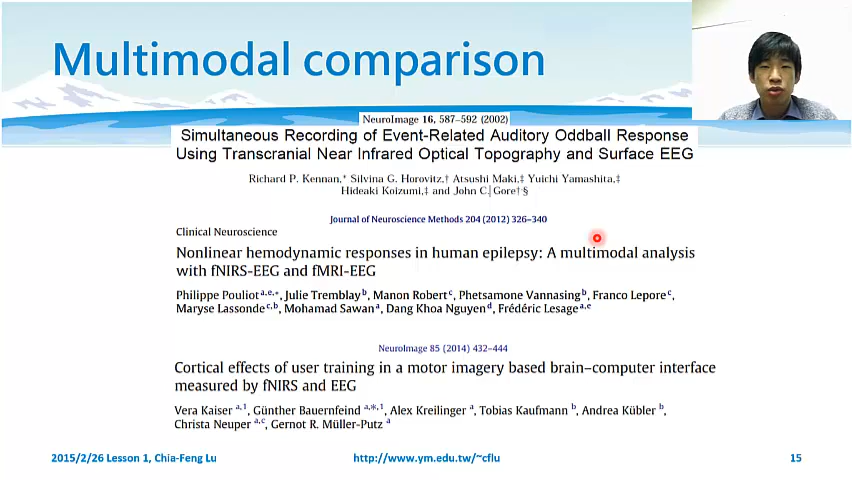 Multimodal comparison
NeuroImage 16, 587–592 (2002)
Simultaneous Recording of Event-Related Auditory Oddball Response
Using Transcranial Near Infrared Optical Topography and Surface EEG
Richard P. Kennan,* Silvina G. Horovitz,† Atsushi Maki,‡ Yuichi Yamashita,‡
Hideaki Koizumi,‡ and John C. Gore†§
Journal of Neuroscience Methods 204 (2012) 326–340
Clinical Neuroscience
Nonlinear hemodynamic responses in human epilepsy: A multimodal analysis
with fNIRS-EEG and fMRI-EEG
Philippe Pouliot a,e,*, Julie Tremblay b, Manon Robert c, Phetsamone Vannasing b, Franco Lepore c,
Maryse Lassonde c,b, Mohamad Sawan a, Dang Khoa Nguyen d, Frédéric Lesage a,e
NeuroImage 85 (2014) 432–444
Cortical effects of user training in a motor imagery based brain–computer interface
measured by fNIRS and EEG
Vera Kaiser a,1, Günther Bauernfeind a,*,1, Alex Kreilinger a, Tobias Kaufmann b, Andrea Kübler b,
Christa Neuper a,c, Gernot R. Müller-Putz a
2015/2/26 Lesson 1, Chia-Feng Lu
http://www.ym.edu.tw/~cflu
15